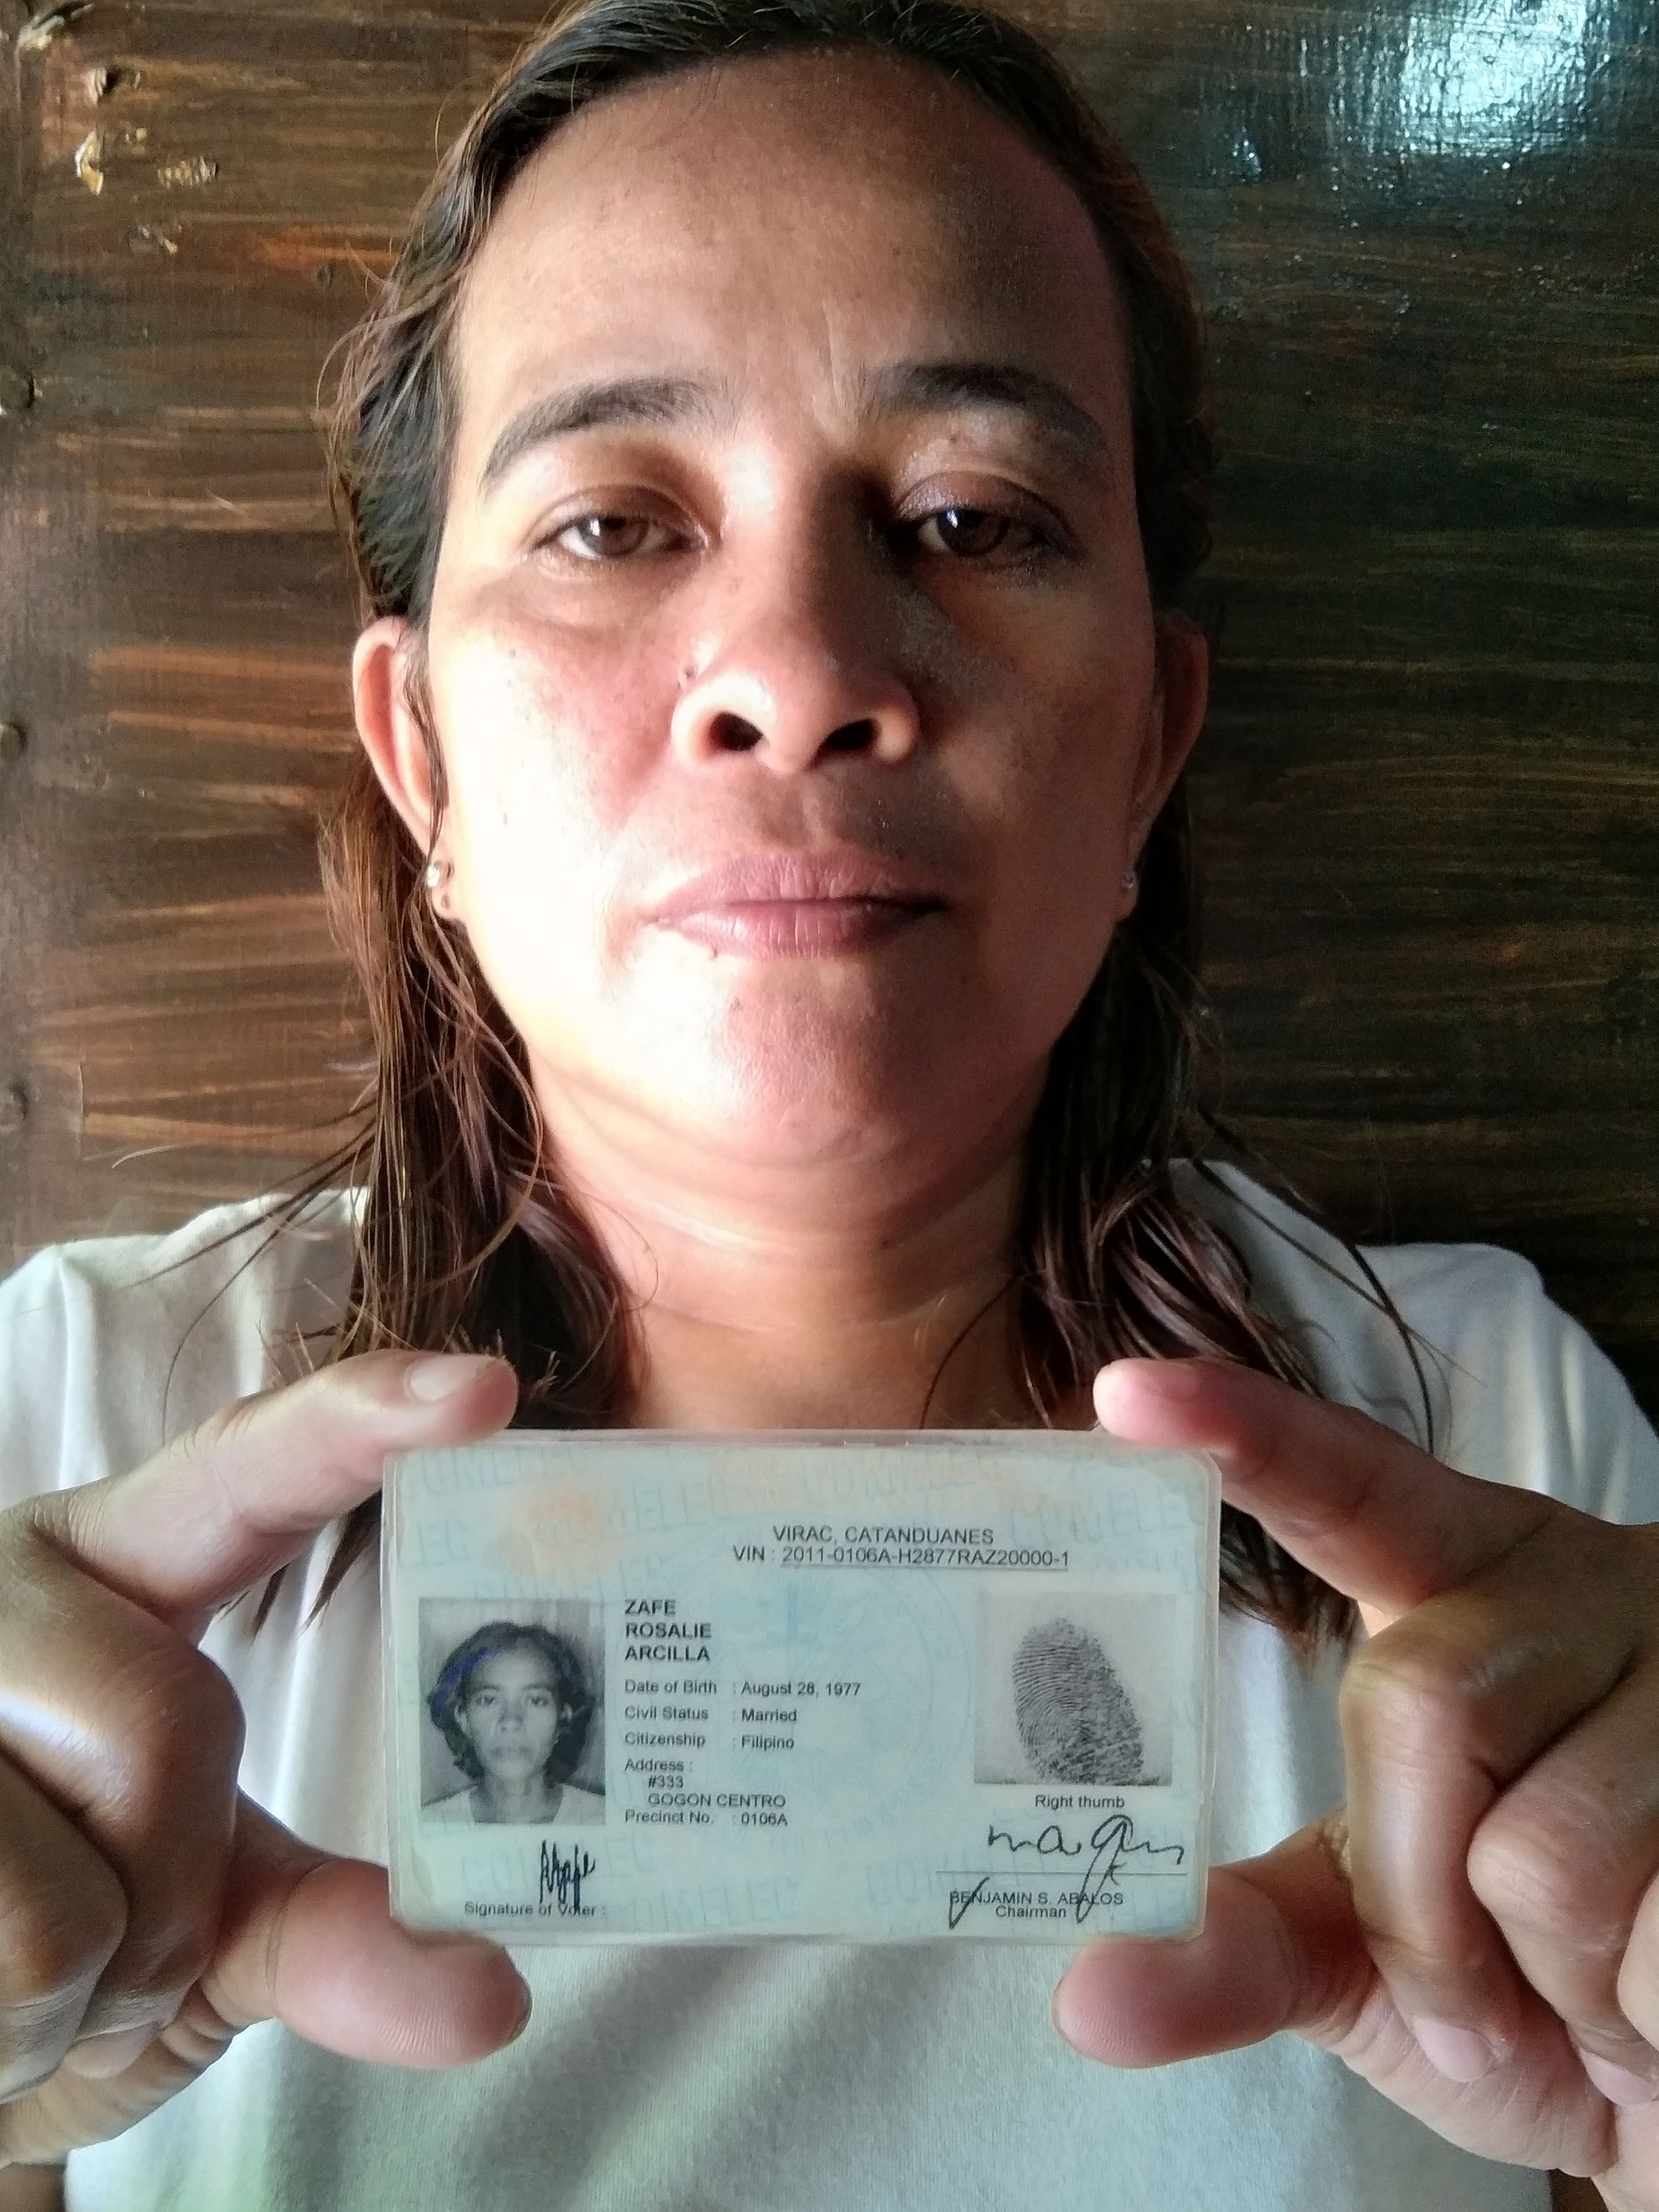 VIRAC, CATANDUANES
VIN : 2011-0106A-H2877RAZ20000-1
ZAFE
ROSALIE
ARCILLA
Date of Birth : August 28, 1977
Civil Status : Married
Citizenship : Filipino
Address :
#333
GOGON CENTRO
Precinct No. : 0106A
Signature of Voter :
Right thumb
BENJAMIN S. ABALOS
Chairman
COMELEC